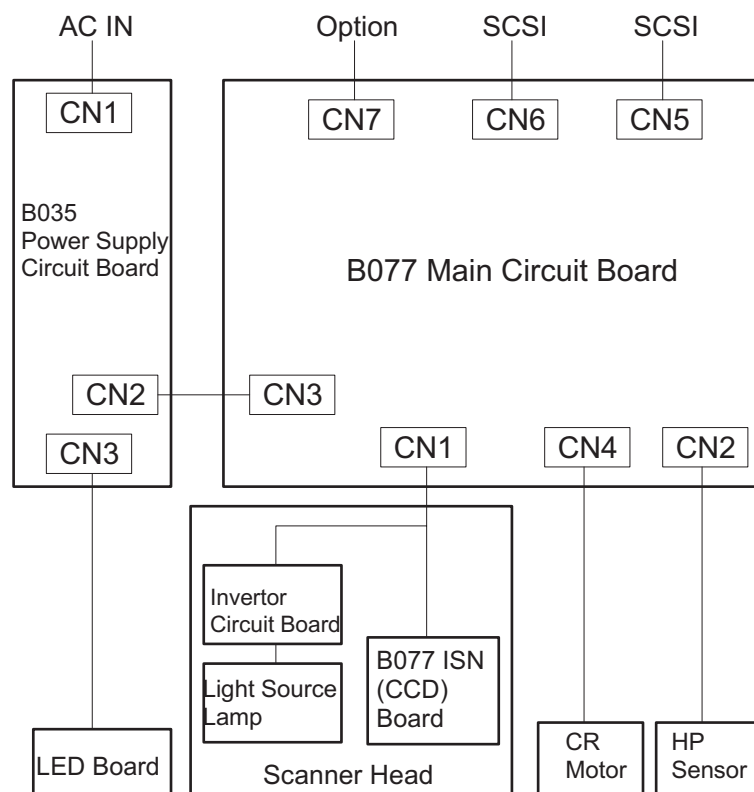 AC IN
Option
SCSI
SCSI
CN1
CN7
CN6
CN5
B035
Power Supply
Circuit Board
B077 Main Circuit Board
CN2
CN3
CN3
CN1
CN4
CN2
Invertor
Circuit Board
Light Source
Lamp
B077 ISN
(CCD)
Board
LED Board
Scanner Head
CR
Motor
HP
Sensor